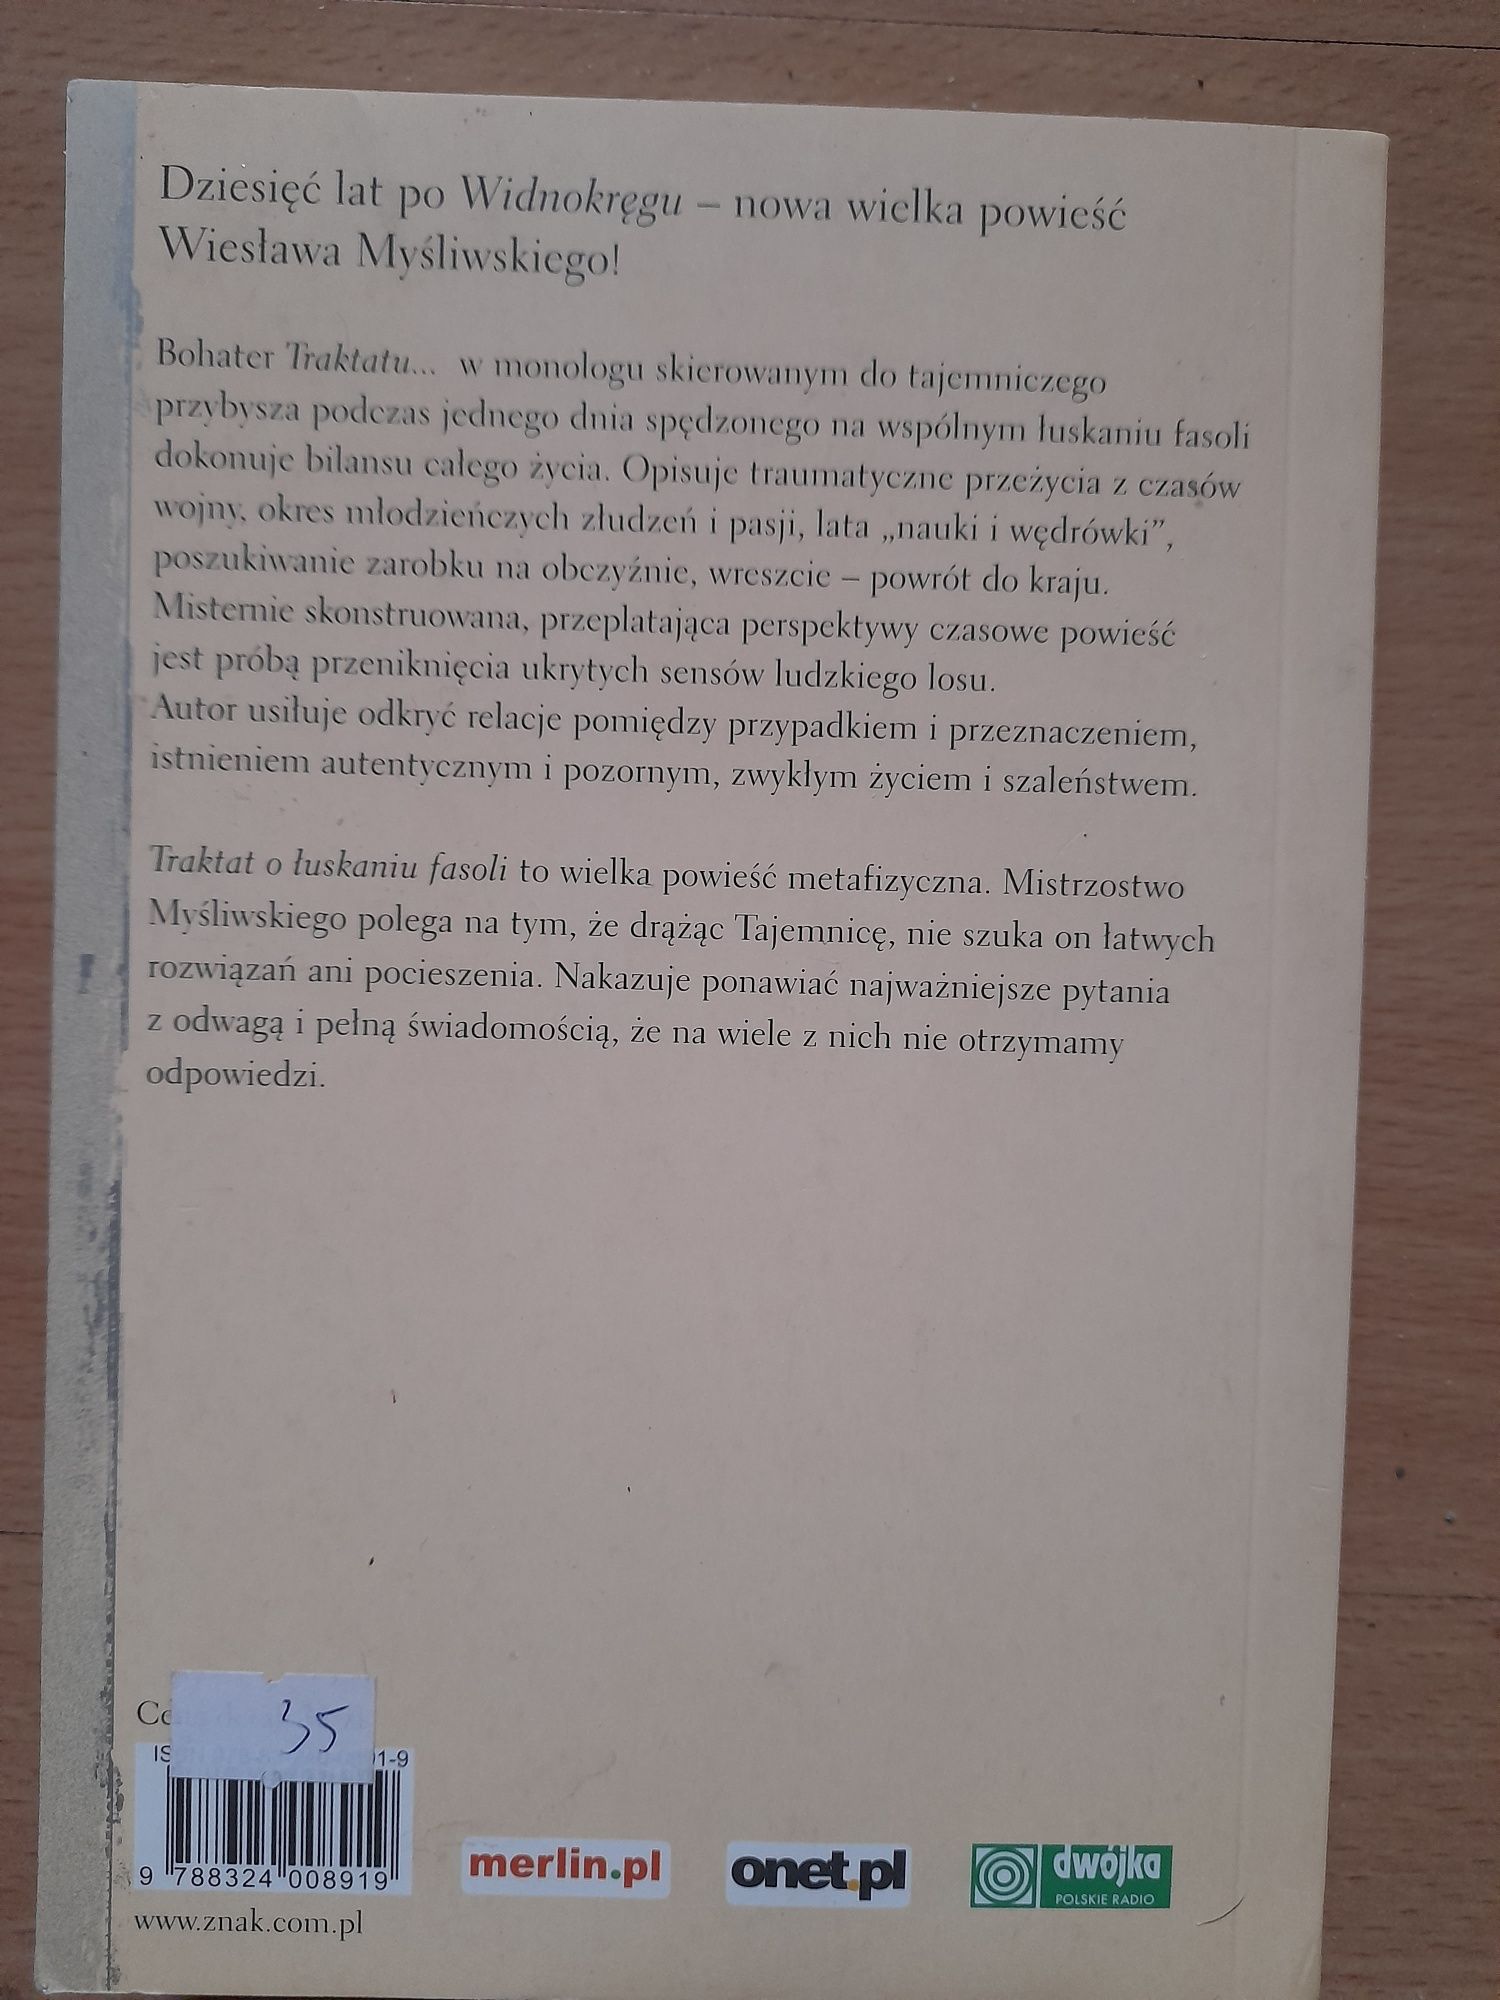 Dziesięć lat po Widnokręgu – nowa wielka powieść
Wiesława Myśliwskiego!
Bohater Traktatu... w monologu skierowanym do tajemniczego
przybysza podczas jednego dnia spędzonego na wspólnym łuskaniu fasoli
dokonuje bilansu całego życia. Opisuje traumatyczne przeżycia z czasów
wojny, okres młodzieńczych złudzeń i pasji, lata „nauki i wędrówki”,
poszukiwanie zarobku na obczyźnie, wreszcie – powrót do kraju.
Misternie skonstruowana, przeplatająca perspektywy czasowe powieść
jest próbą przeniknięcia ukrytych sensów ludzkiego losu.
Autor usiłuje odkryć relacje pomiędzy przypadkiem i przeznaczeniem,
istnieniem autentycznym i pozornym, zwykłym życiem i szaleństwem.
Traktat o łuskaniu fasoli to wielka powieść metafizyczna. Mistrzostwo
Myśliwskiego polega na tym, że drążąc Tajemnicę, nie szuka on łatwych
rozwiązań ani pocieszenia. Nakazuje ponawiać najważniejsze pytania
z odwagą i pełną świadomością, że na wiele z nich nie otrzymamy
odpowiedzi.
35
1-9
9 788324 008919
merlin.pl
onet.pl
dwójka
POLSKIE RADIO
www.znak.com.pl